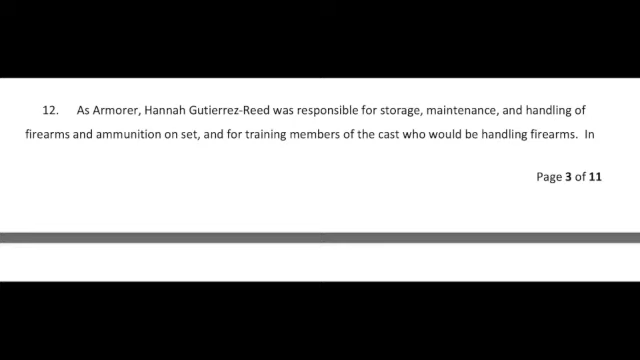 12. As Armorer, Hannah Gutierrez-Reed was responsible for storage, maintenance, and handling of
firearms and ammunition on set, and for training members of the cast who would be handling firearms. In
Page 3 of 11